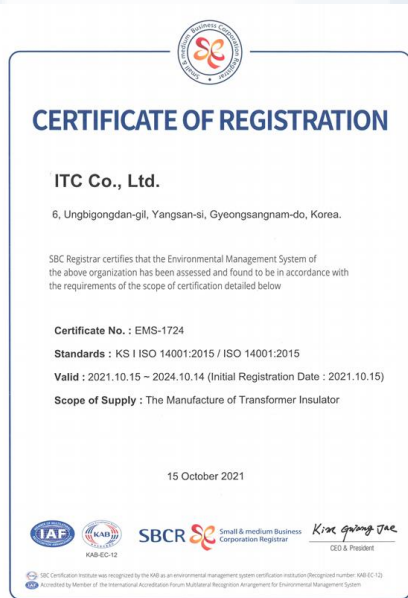 Small & medium Business Corporation Registrar
CERTIFICATE OF REGISTRATION
ITC Co., Ltd.
6, Ungbigongdan-gil, Yangsan-si, Gyeongsangnam-do, Korea.
SBC Registrar certifies that the Environmental Management System of
the above organization has been assessed and found to be in accordance with
the requirements of the scope of certification detailed below
Certificate No. : EMS-1724
Standards : KS I ISO 14001:2015 / ISO 14001:2015
Valid : 2021.10.15 ~ 2024.10.14 (Initial Registration Date : 2021.10.15)
Scope of Supply : The Manufacture of Transformer Insulator
15 October 2021
IAF
KAB
KAB-EC-12
SBCR
Small & medium Business
Corporation Registrar
Kim Gwang Jae
CEO & President
SBC Certification Institute was recognized by the KAB as an environmental management system certification institution (Recognized number: KAB-EC-12)
Accredited by Member of the International Accreditation Forum Multilateral Recognition Arrangement for Environmental Management System